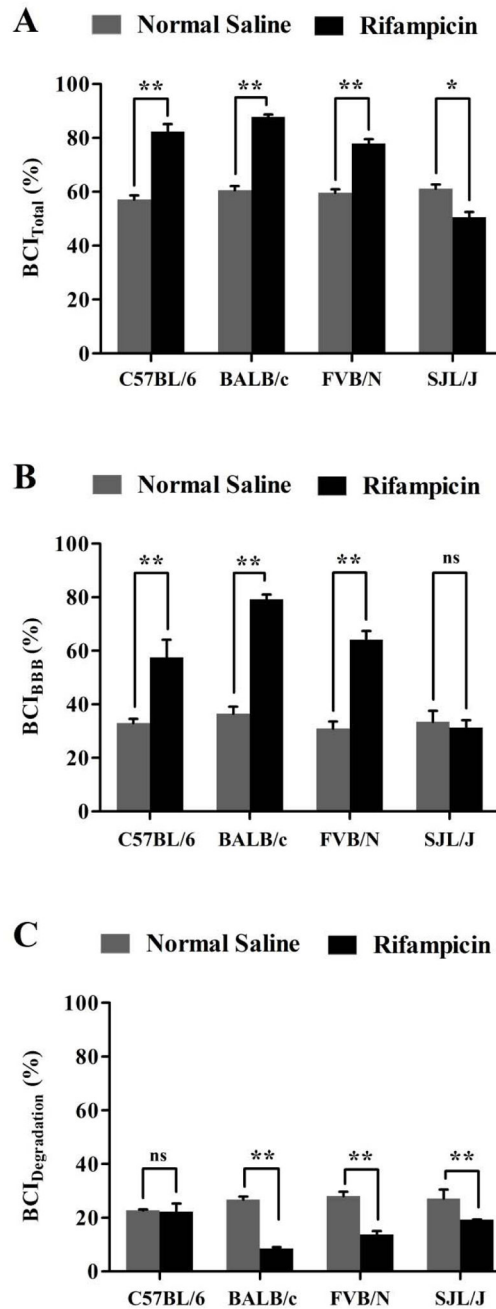 A
Normal Saline Rifampicin
BCITotal (%)
100
80
60
40
20
0
** ** ** *
C57BL/6 BALB/c FVB/N SJL/J
B
Normal Saline Rifampicin
BCIBBB (%)
100
80
60
40
20
0
** ** ** ns
C57BL/6 BALB/c FVB/N SJL/J
C
Normal Saline Rifampicin
BCIDegradation (%)
100
80
60
40
20
0
ns ** ** **
C57BL/6 BALB/c FVB/N SJL/J